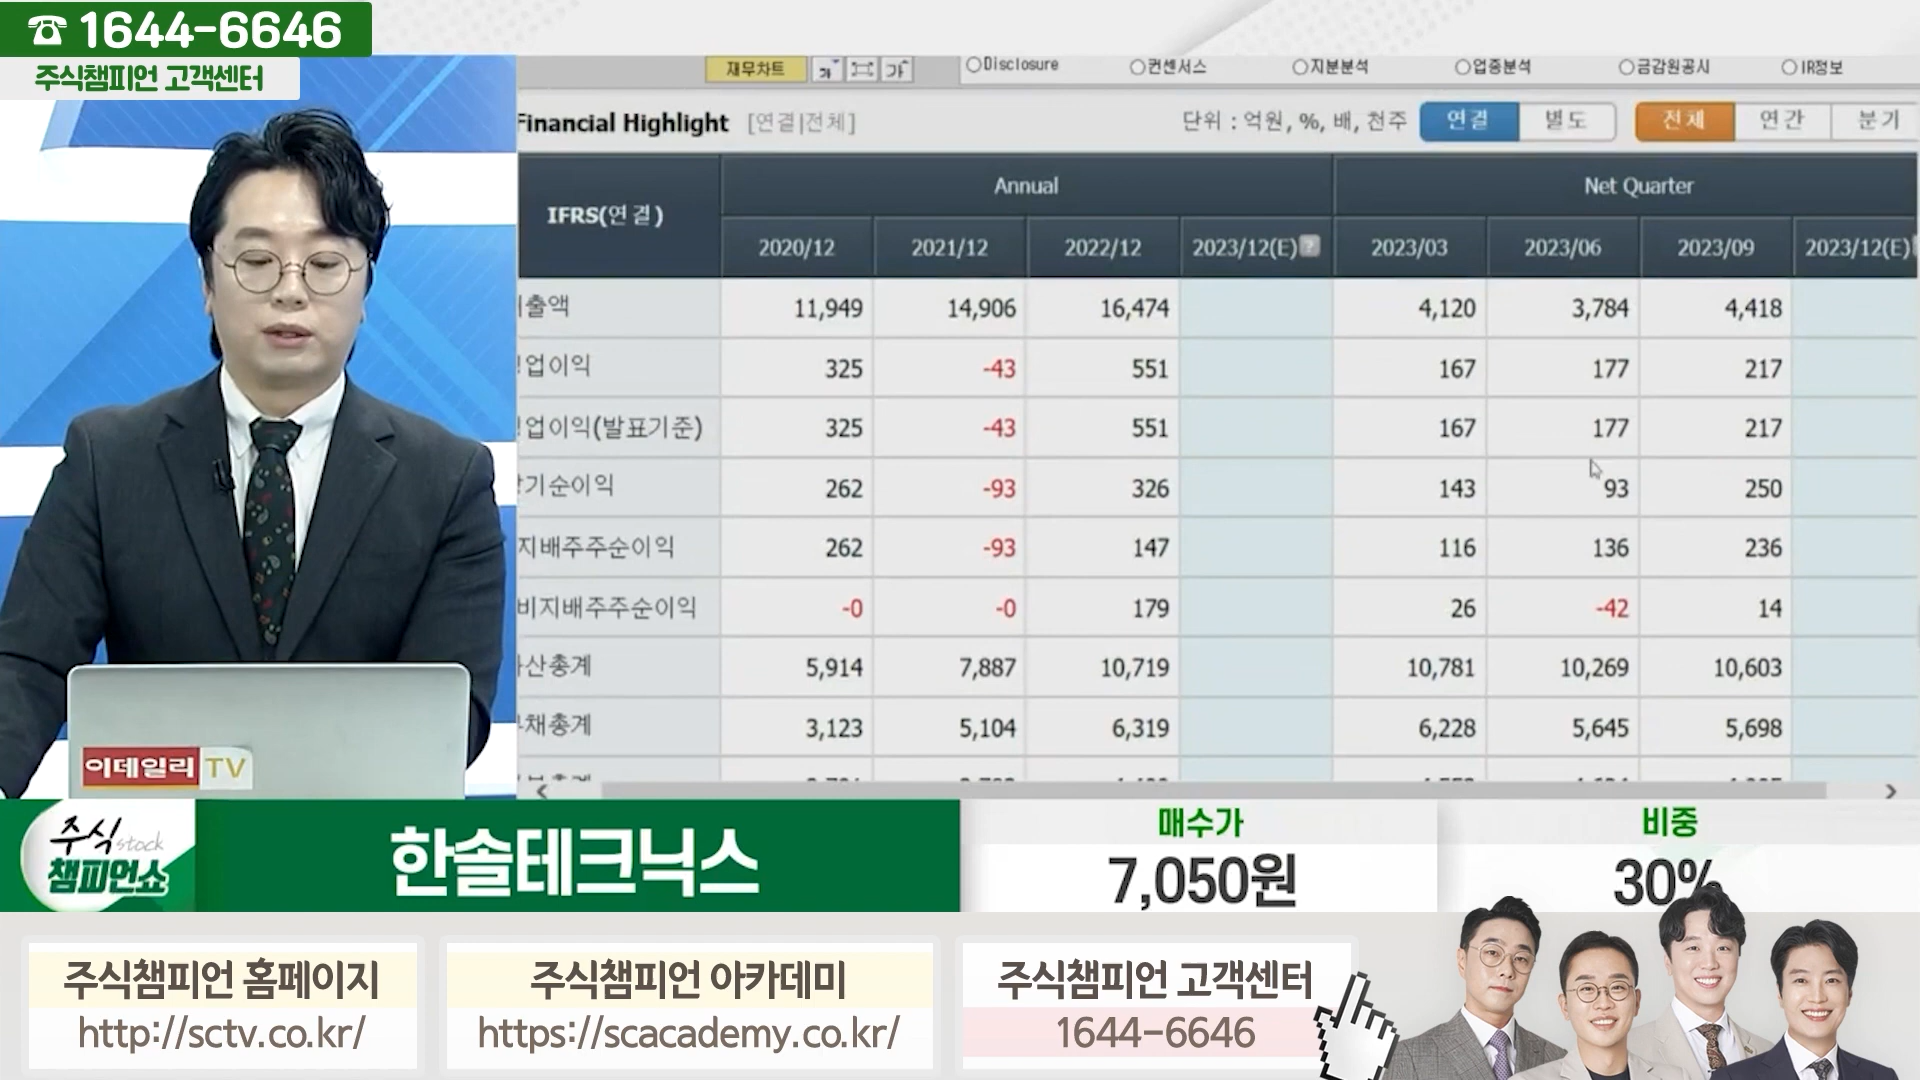 ☎ 1644-6646
주식챔피언 고객센터
재무차트 가 가
Disclosure 컨센서스 지분분석 업종분석 금감원공시 IR정보
Financial Highlight [연결|전체] 단위 : 억원, %, 배, 천주 연결 별도 전체 연간 분기
IFRS(연결) Annual Net Quarter
2020/12 2021/12 2022/12 2023/12(E) 2023/03 2023/06 2023/09 2023/12(E)
출액 11,949 14,906 16,474 4,120 3,784 4,418
업이익 325 -43 551 167 177 217
업이익(발표기준) 325 -43 551 167 177 217
기순이익 262 -93 326 143 93 250
지배주주순이익 262 -93 147 116 136 236
비지배주주순이익 -0 -0 179 26 -42 14
산총계 5,914 7,887 10,719 10,781 10,269 10,603
채총계 3,123 5,104 6,319 6,228 5,645 5,698
이데일리 TV
주식 stock
챔피언쇼
한솔테크닉스
매수가
7,050원
비중
30%
주식챔피언 홈페이지
http://sctv.co.kr/
주식챔피언 아카데미
https://scacademy.co.kr/
주식챔피언 고객센터
1644-6646